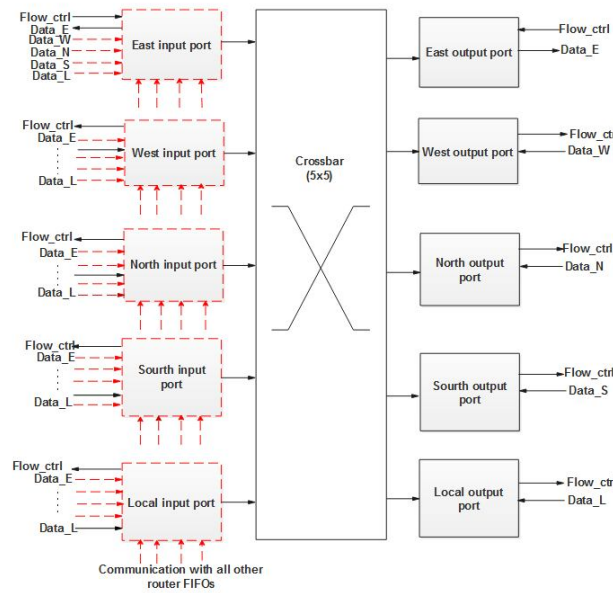 Flow_ctrl
Data_E
Data_W
Data_N
Data_S
Data_L
East input port
East output port
Flow_ctrl
Data_E
Flow_ctrl
Data_E
Data_L
West input port
Crossbar
(5x5)
West output port
Flow_ctrl
Data_W
Flow_ctrl
Data_E
Data_L
North input port
North output
port
Flow_ctrl
Data_N
Flow_ctrl
Data_E
Data_L
Sourth input
port
Sourth output
port
Flow_ctrl
Data_S
Flow_ctrl
Data_E
Data_L
Local input port
Local output
port
Flow_ctrl
Data_L
Communication with all other
router FIFOs